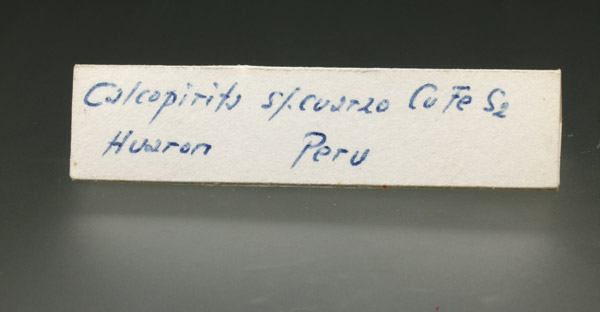 Calcopirita s/.cuarzo CuFeS2
Huaron Peru